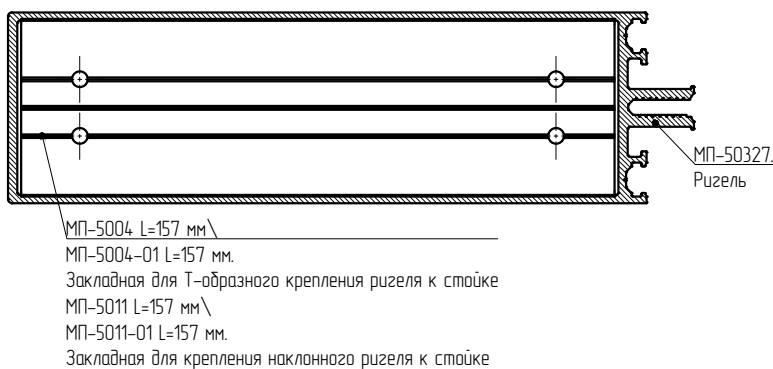 МП-50327.
Ригель
МП-5004 L=157 мм\
МП-5004-01 L=157 мм.
Закладная для Т-образного крепления ригеля к стойке
МП-5011 L=157 мм\
МП-5011-01 L=157 мм.
Закладная для крепления наклонного ригеля к стойке